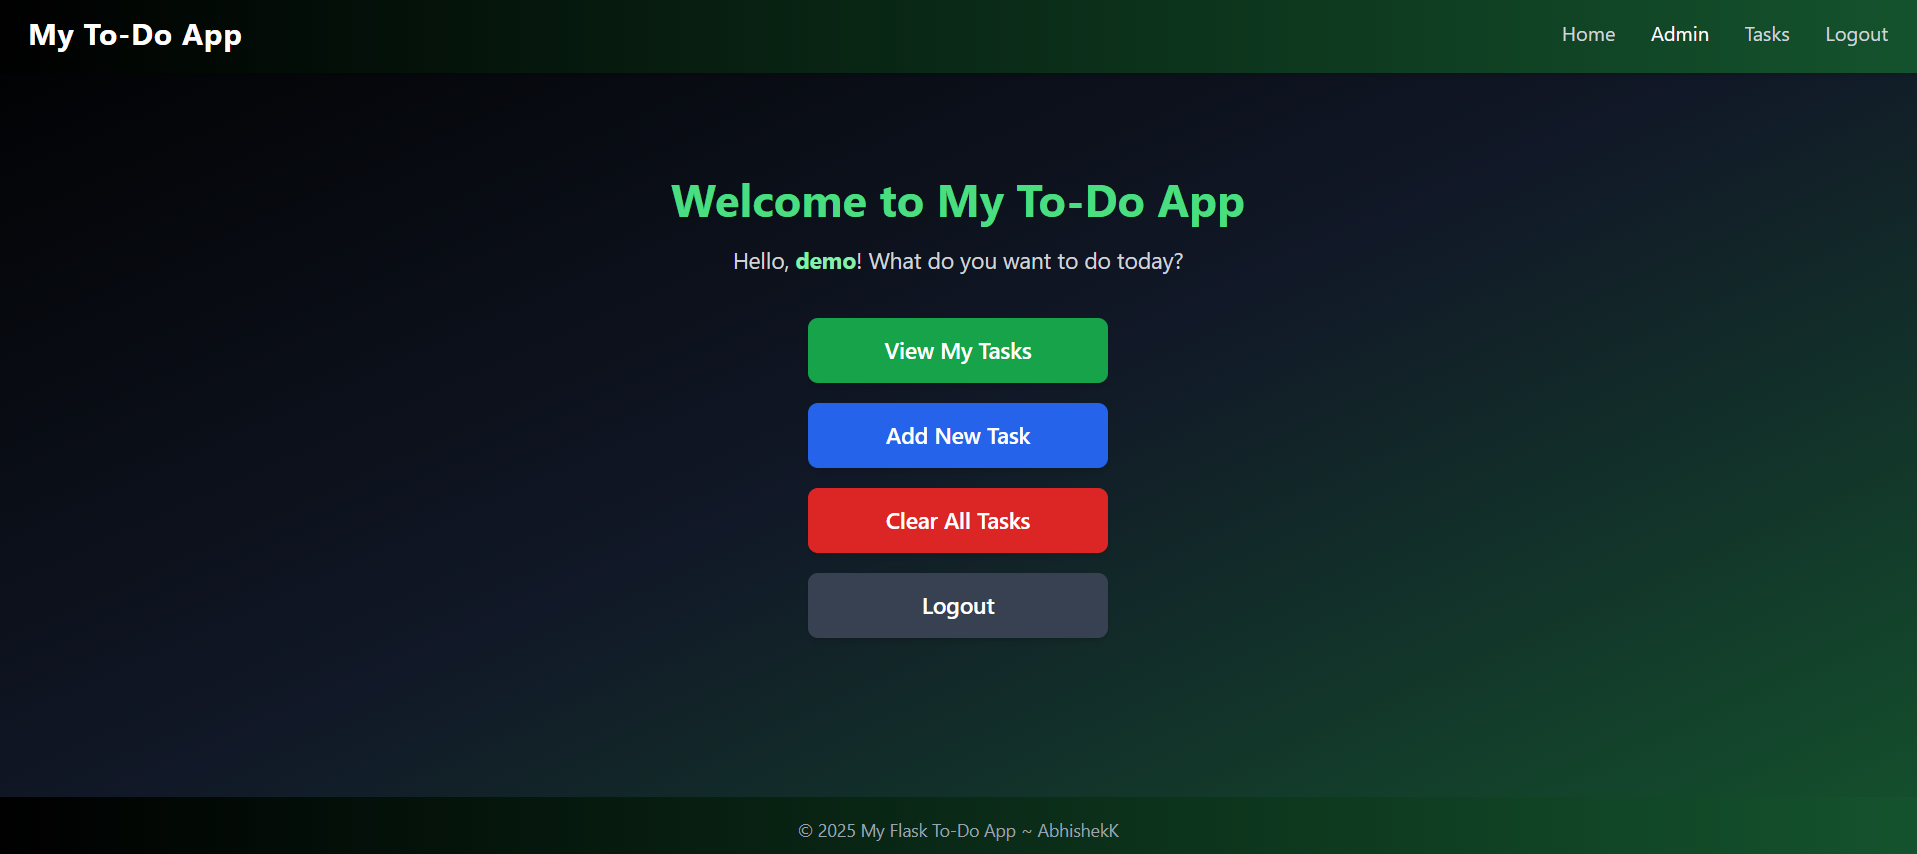 My To-Do App
Home Admin Tasks Logout
Welcome to My To-Do App
Hello, demo! What do you want to do today?
View My Tasks
Add New Task
Clear All Tasks
Logout
© 2025 My Flask To-Do App ~ AbhishekK